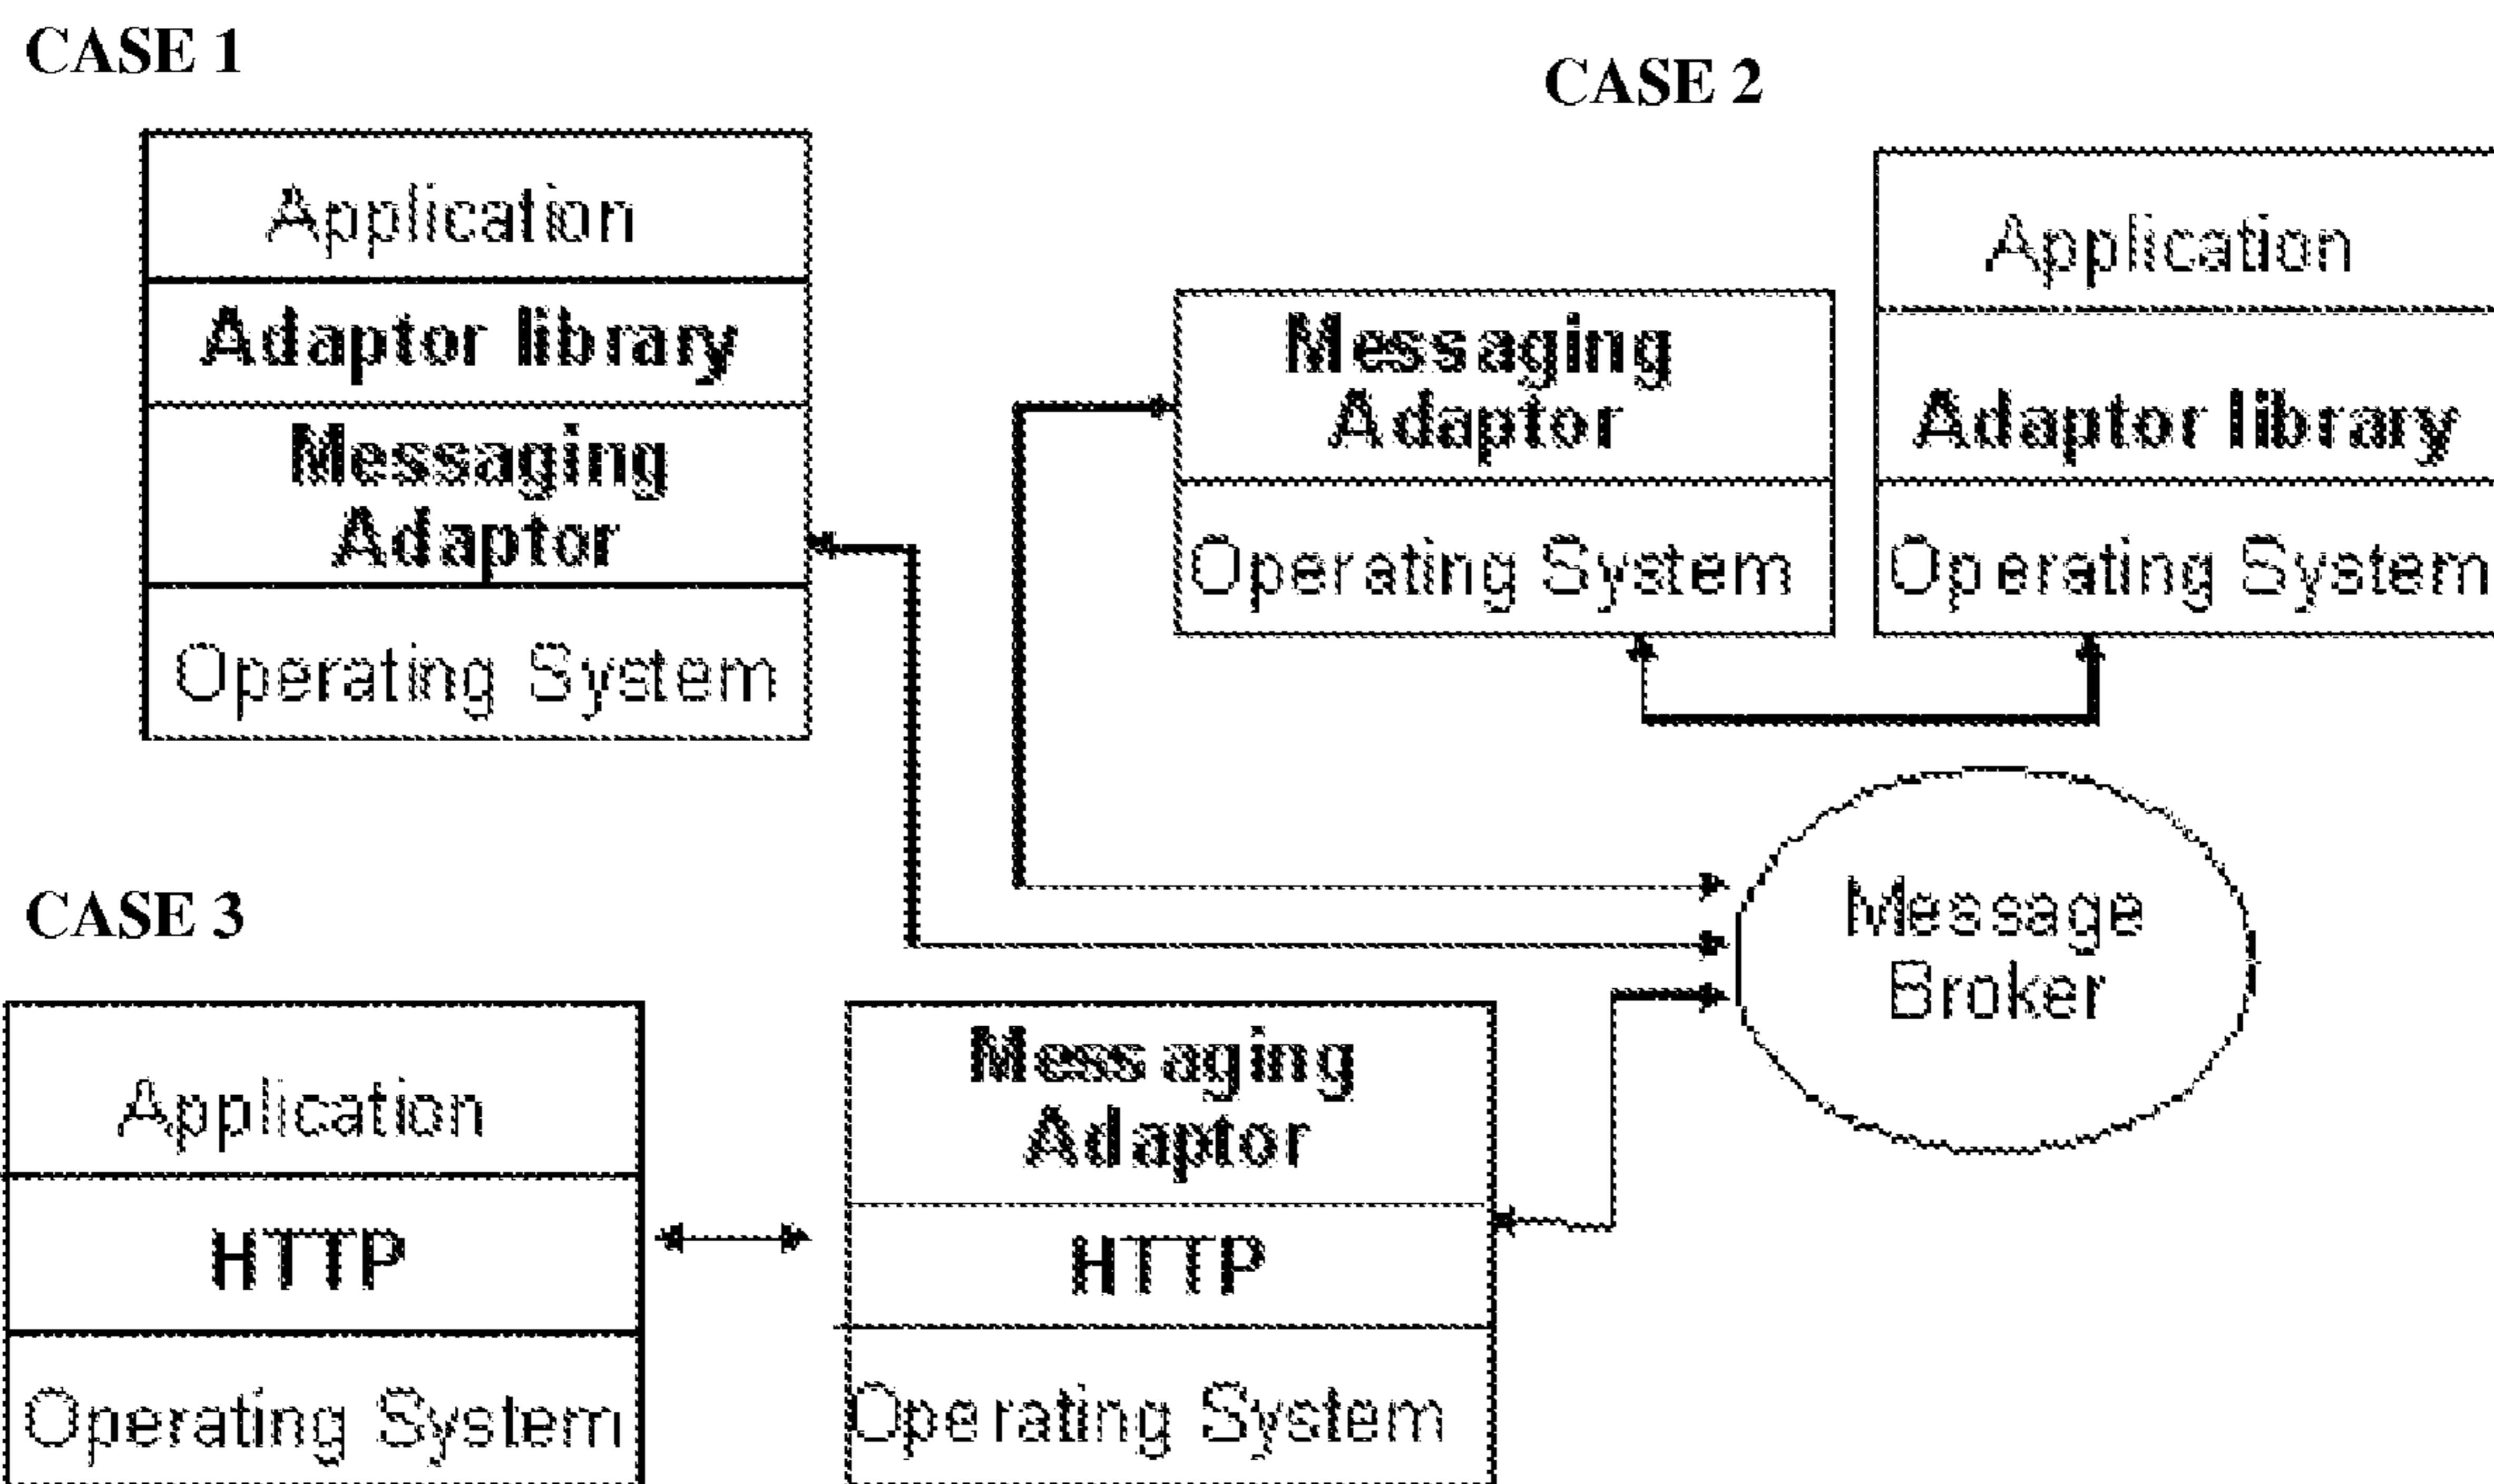 CASE 1
Application
Adaptor library
Messaging
Adaptor
Operating System
CASE 2
Messaging
Adaptor
Operating System
Application
Adaptor library
Operating System
Message
Broker
CASE 3
Application
HTTP
Operating System
Messaging
Adaptor
HTTP
Operating System